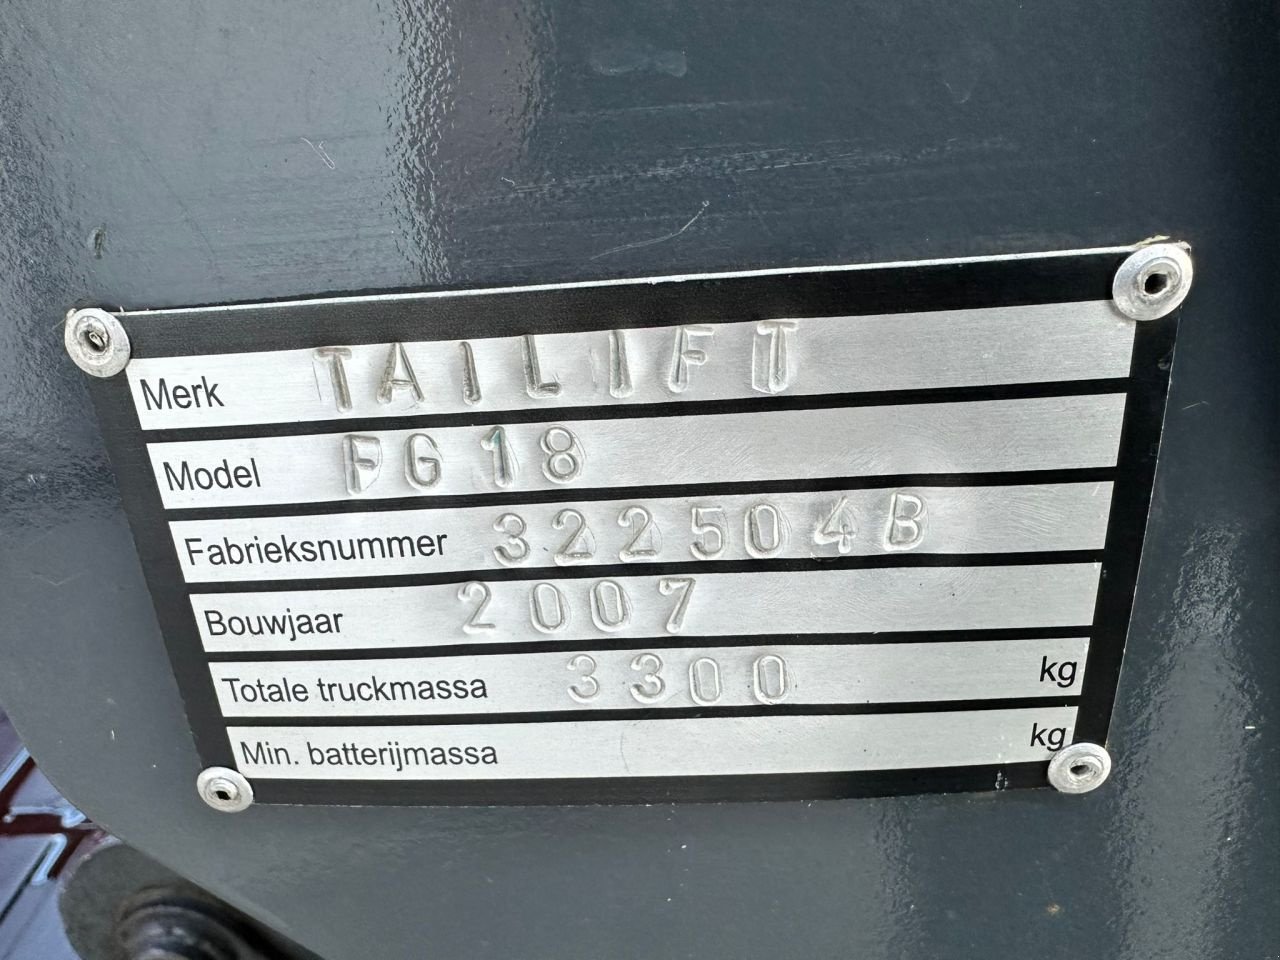 Merk TAILIFT
Model FG18
Fabrieksnummer 322504B
Bouwjaar 2007
Totale truckmassa 3300 kg
Min. batterijmassa kg